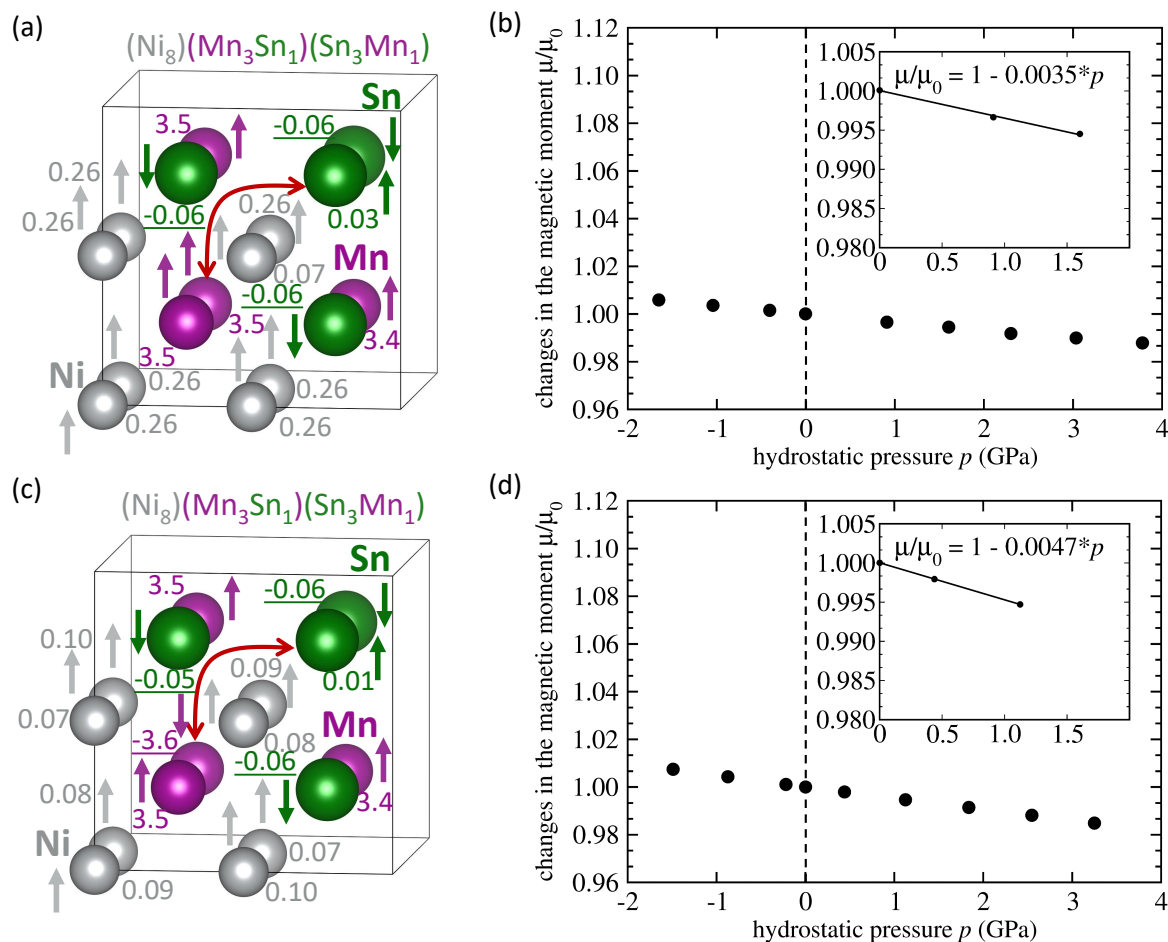 (a)
(Ni8)(Mn3Sn1)(Sn3Mn1)
Sn
3.5
-0.06
0.26
0.26
-0.06
0.26
0.03
Mn
0.07
-0.06
3.5
3.4
3.5
Ni
0.26
0.26
0.26
0.26
(b)
changes in the magnetic moment μ/μ0
1.12
1.10
1.08
1.06
1.04
1.02
1.00
0.98
0.96
-2 -1 0 1 2 3 4
hydrostatic pressure p (GPa)
μ/μ0 = 1 - 0.0035*p
1.005
1.000
0.995
0.990
0.985
0.980
0 0.5 1.0 1.5
(c)
(Ni8)(Mn3Sn1)(Sn3Mn1)
Sn
3.5
-0.06
0.10
-0.05
0.09
0.01
0.07
Mn
-3.6
0.08
-0.06
0.08
3.5
3.4
Ni
0.07
0.09
0.10
(d)
changes in the magnetic moment μ/μ0
1.12
1.10
1.08
1.06
1.04
1.02
1.00
0.98
0.96
-2 -1 0 1 2 3 4
hydrostatic pressure p (GPa)
μ/μ0 = 1 - 0.0047*p
1.005
1.000
0.995
0.990
0.985
0.980
0 0.5 1.0 1.5